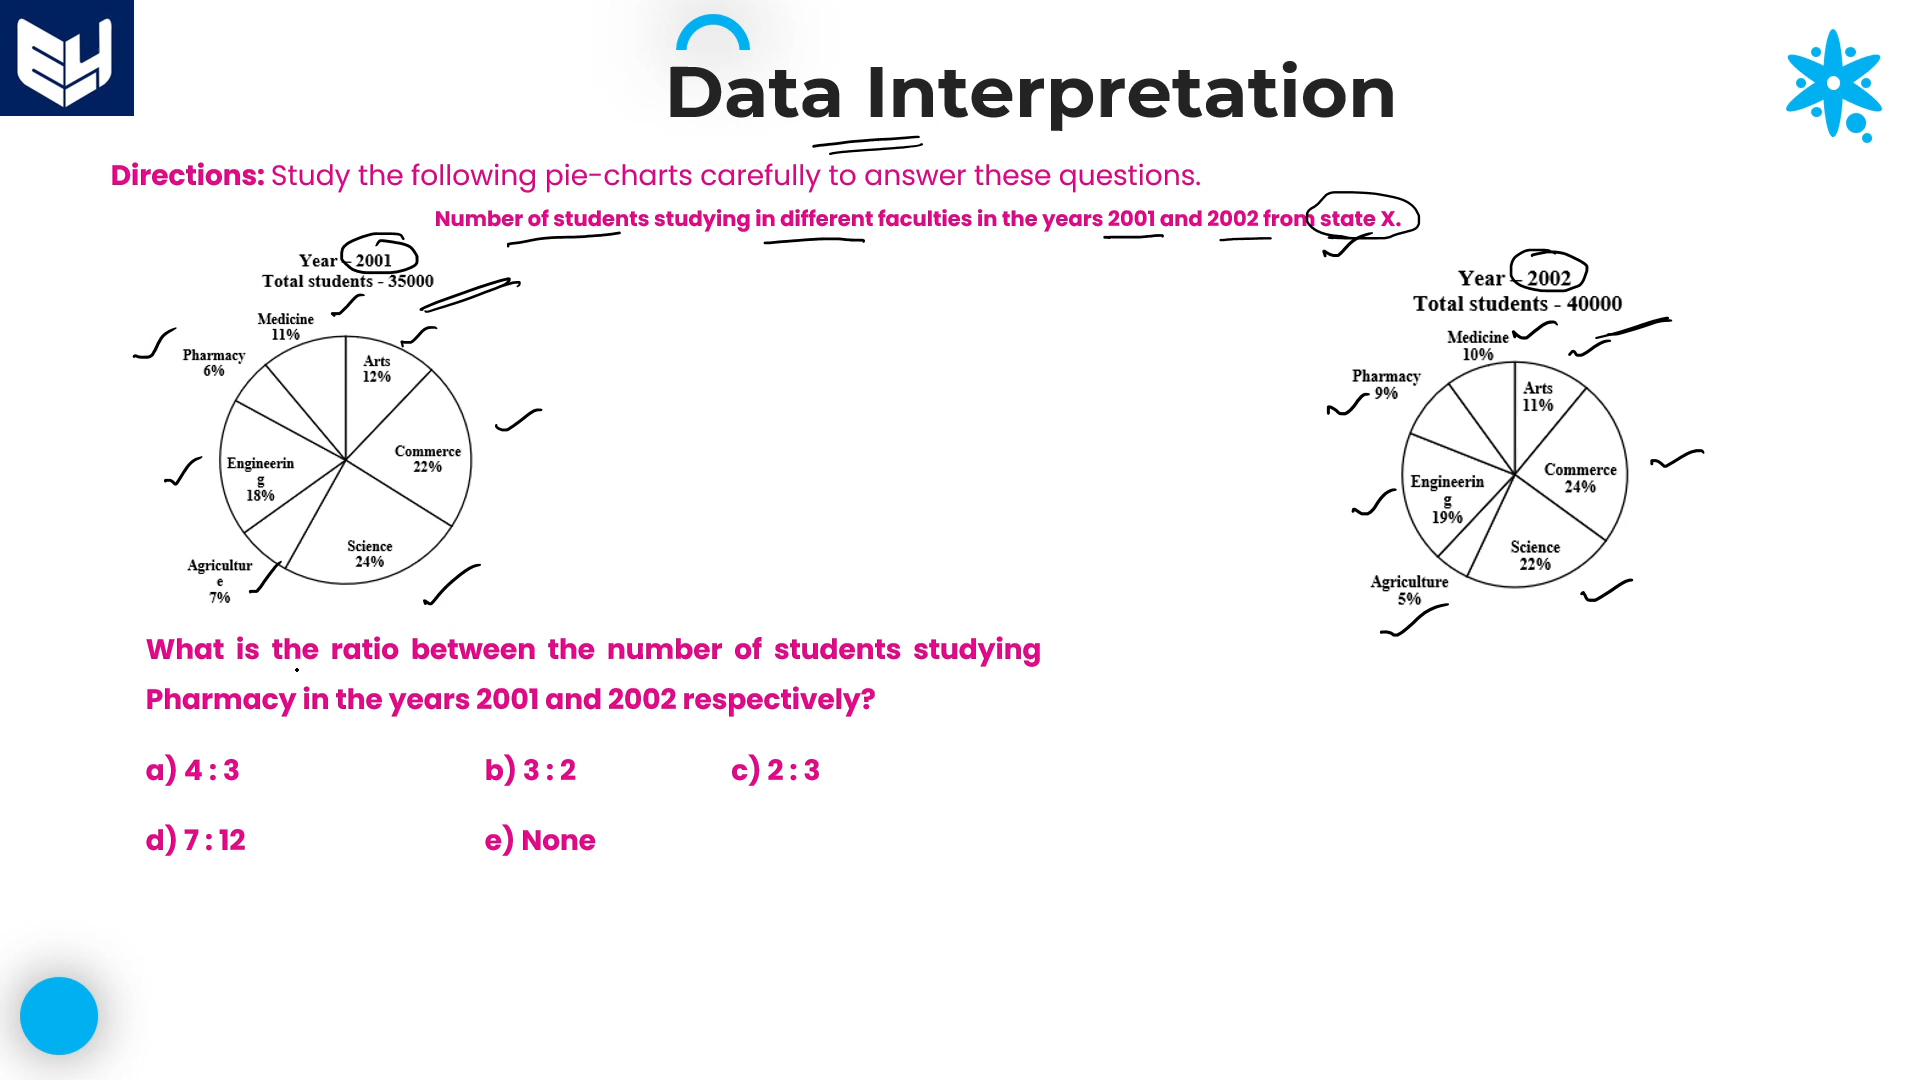 EY
Data Interpretation
Directions: Study the following pie-charts carefully to answer these questions.
Number of students studying in different faculties in the years 2001 and 2002 from state X.
Year – 2001
Total students - 35000
Medicine
11%
Pharmacy
6%
Arts
12%
Commerce
22%
Engineerin
g
18%
Science
24%
Agricultur
e
7%
Year – 2002
Total students - 40000
Medicine
10%
Pharmacy
9%
Arts
11%
Commerce
24%
Engineerin
g
19%
Science
22%
Agriculture
5%
What is the ratio between the number of students studying
Pharmacy in the years 2001 and 2002 respectively?
a) 4 : 3 b) 3 : 2 c) 2 : 3
d) 7 : 12 e) None